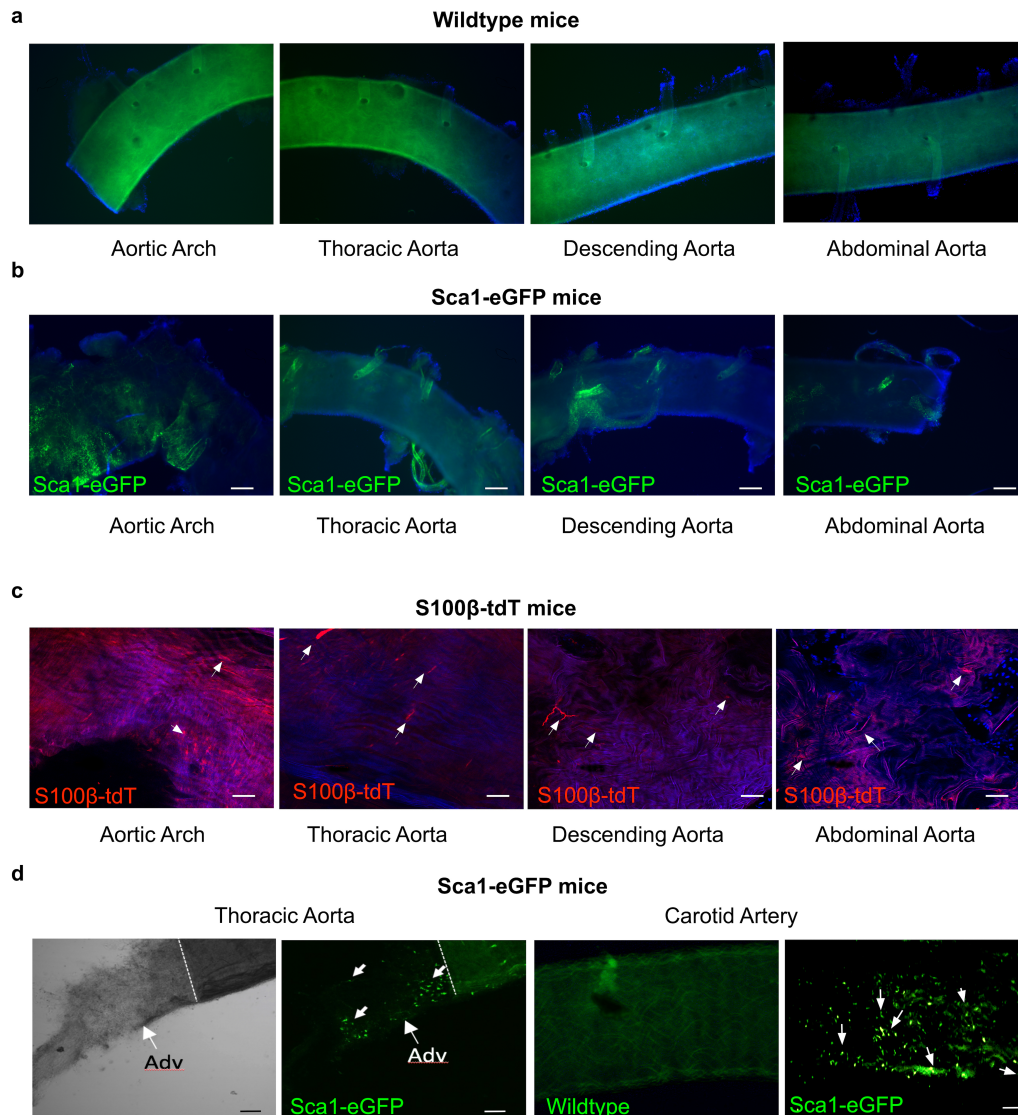 a
Wildtype mice
Aortic Arch
Thoracic Aorta
Descending Aorta
Abdominal Aorta
b
Sca1-eGFP mice
Sca1-eGFP
Sca1-eGFP
Sca1-eGFP
Sca1-eGFP
Aortic Arch
Thoracic Aorta
Descending Aorta
Abdominal Aorta
c
S100β-tdT mice
S100β-tdT
S100β-tdT
S100β-tdT
S100β-tdT
Aortic Arch
Thoracic Aorta
Descending Aorta
Abdominal Aorta
d
Sca1-eGFP mice
Thoracic Aorta
Carotid Artery
Adv
Adv
Sca1-eGFP
Wildtype
Sca1-eGFP